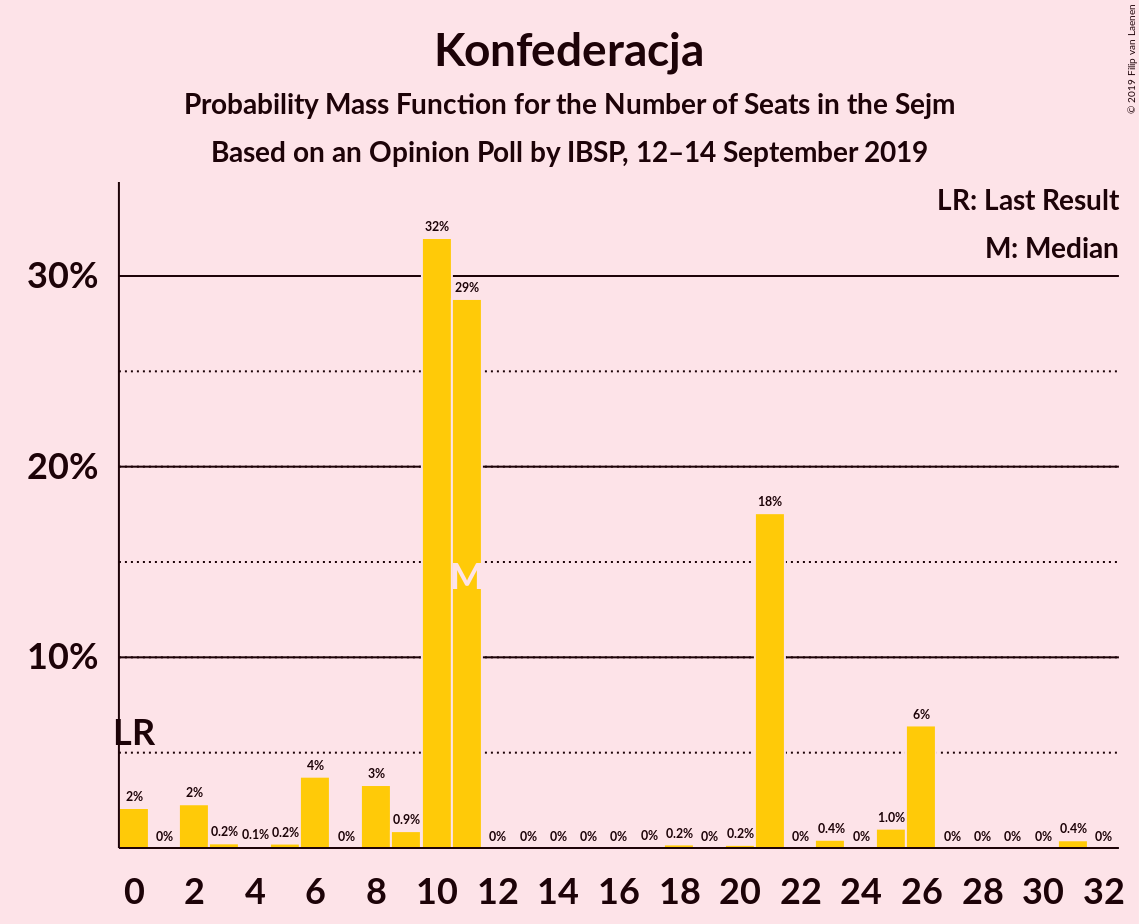 Konfederacja
Probability Mass Function for the Number of Seats in the Sejm
Based on an Opinion Poll by IBSP, 12–14 September 2019
© 2019 Filip van Laenen
LR: Last Result
M: Median
30%
20%
10%
LR
M
2% 0% 2% 0.2% 0.1% 0.2% 4% 0% 3% 0.9% 32% 29% 0% 0% 0% 0% 0% 0% 0.2% 0% 0.2% 18% 0% 0.4% 0% 1.0% 6% 0% 0% 0% 0% 0.4% 0%
0 2 4 6 8 10 12 14 16 18 20 22 24 26 28 30 32